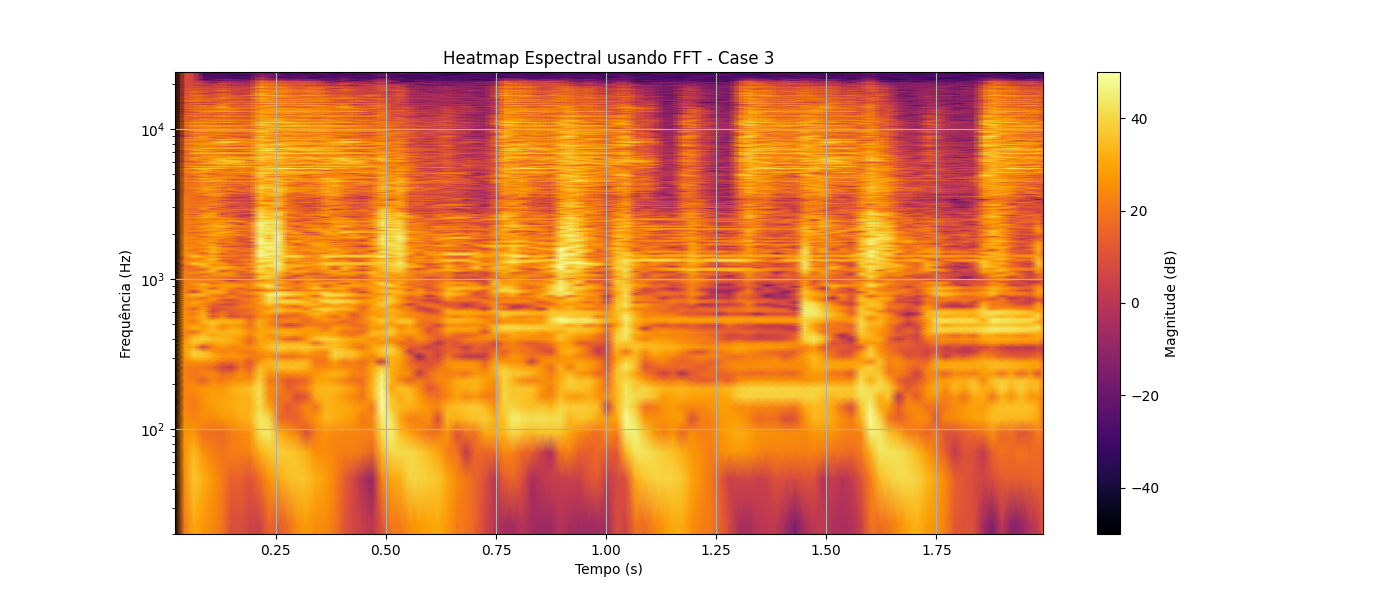 Heatmap Espectral usando FFT - Case 3
Frequência (Hz)
10^4
10^3
10^2
0.25 0.50 0.75 1.00 1.25 1.50 1.75
Tempo (s)
40
20
0
−20
−40
Magnitude (dB)